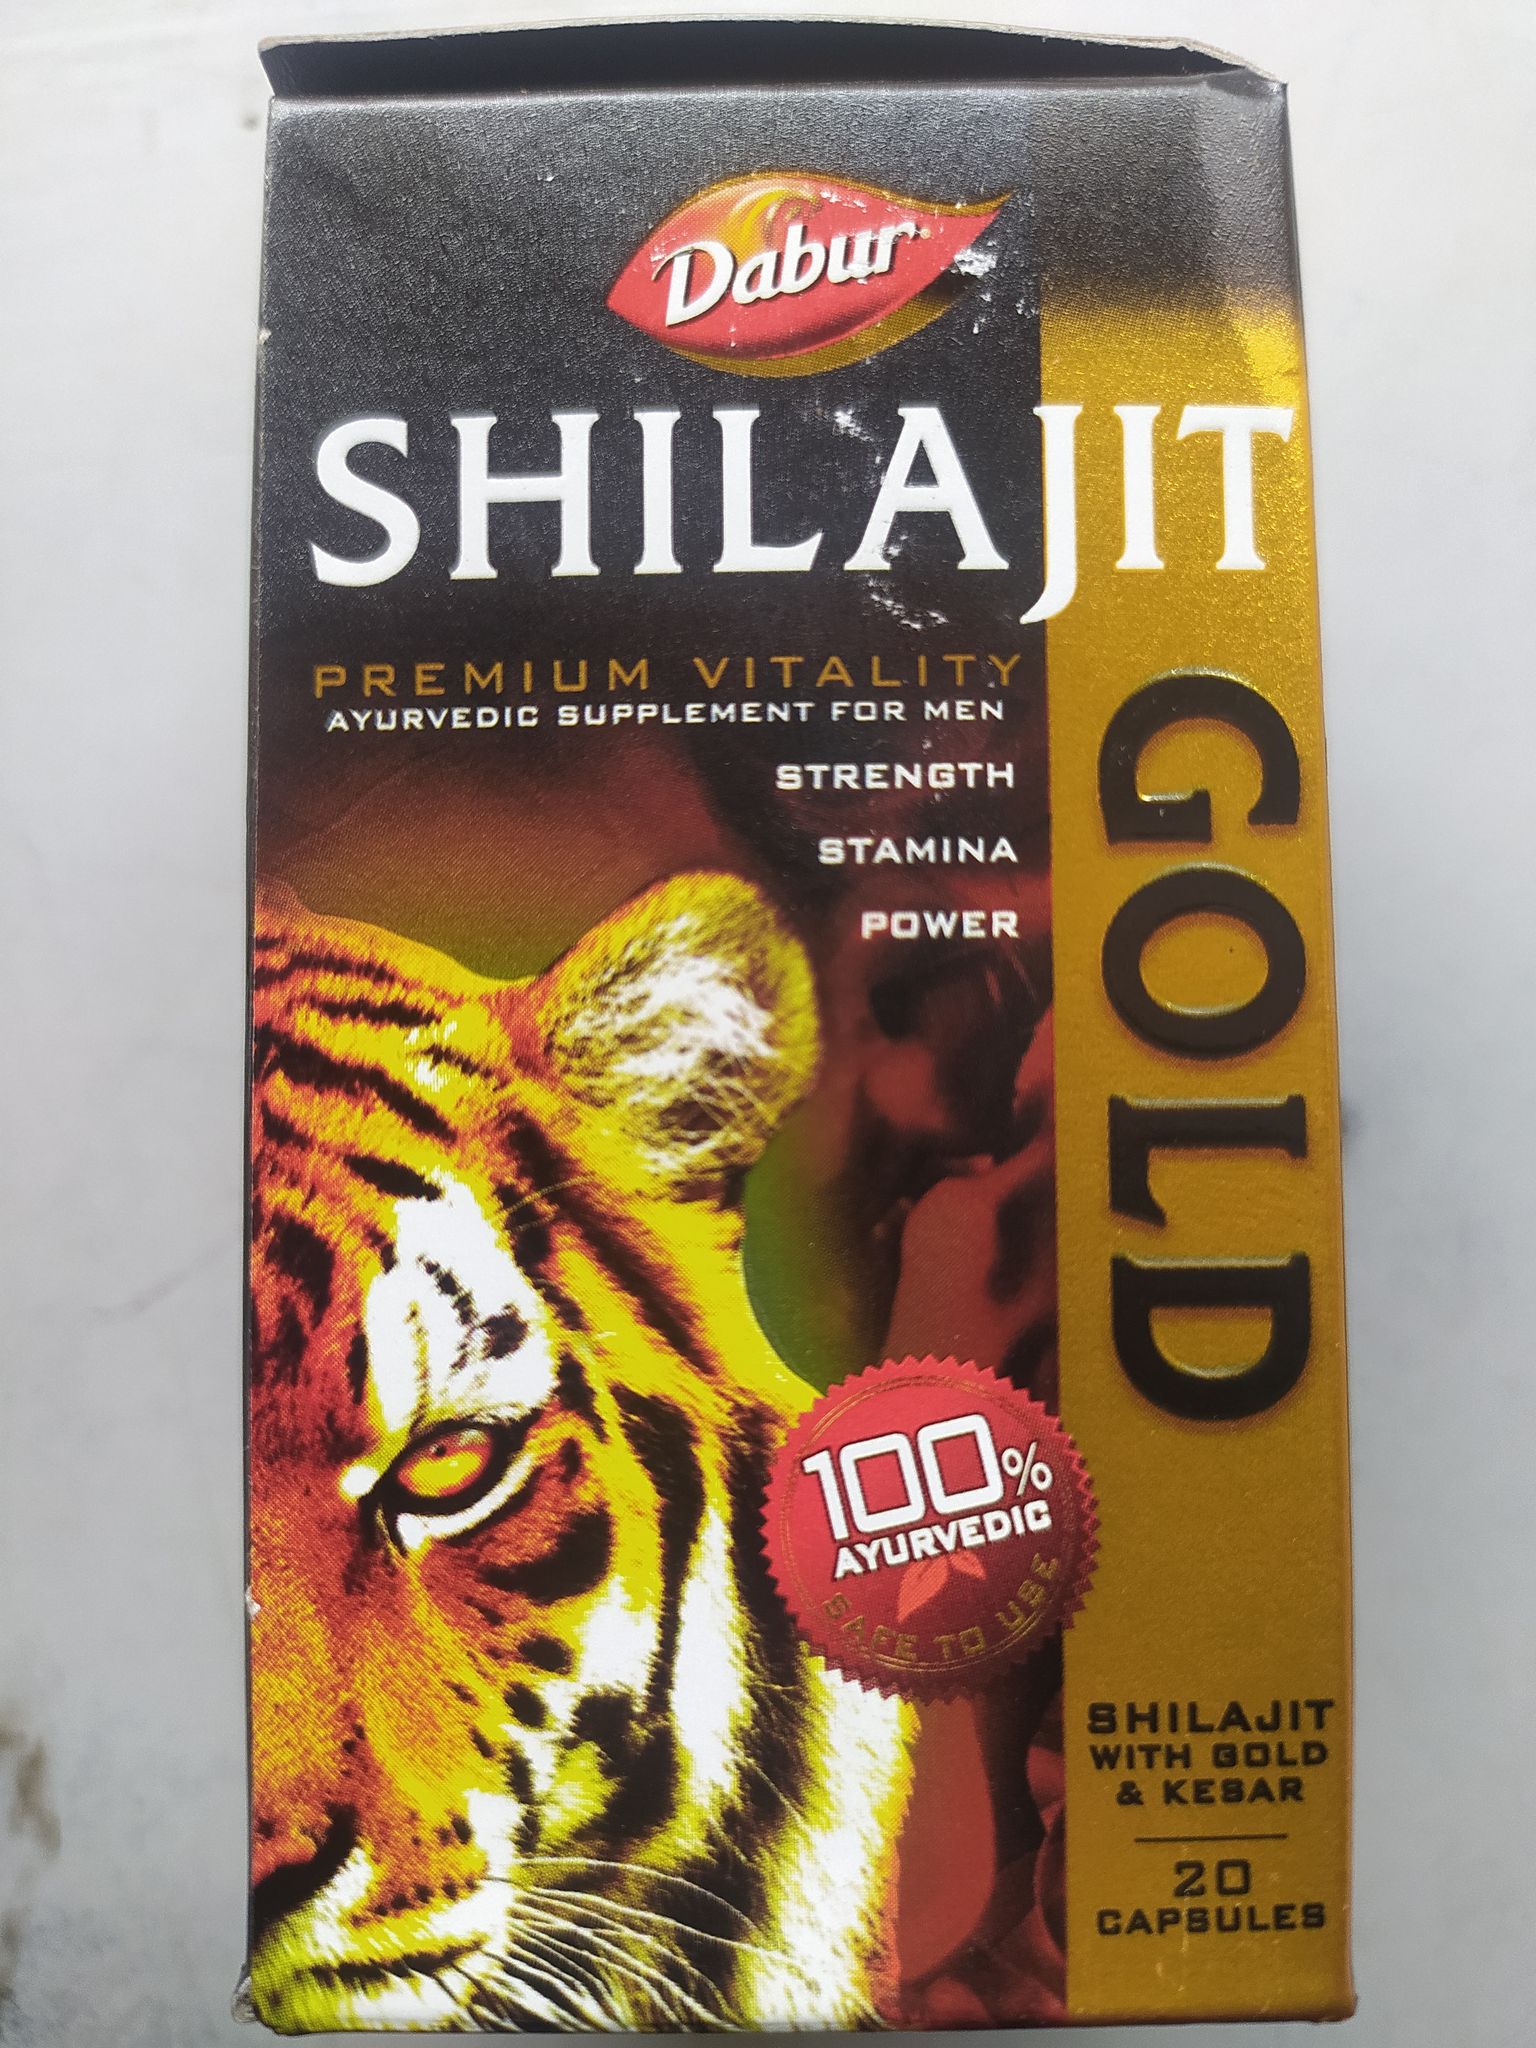 Dabur
SHILAJIT
GOLD
PREMIUM VITALITY
AYURVEDIC SUPPLEMENT FOR MEN
STRENGTH
STAMINA
POWER
100%
AYURVEDIC
SAFE TO USE
SHILAJIT
WITH GOLD
& KESAR
20
CAPSULES